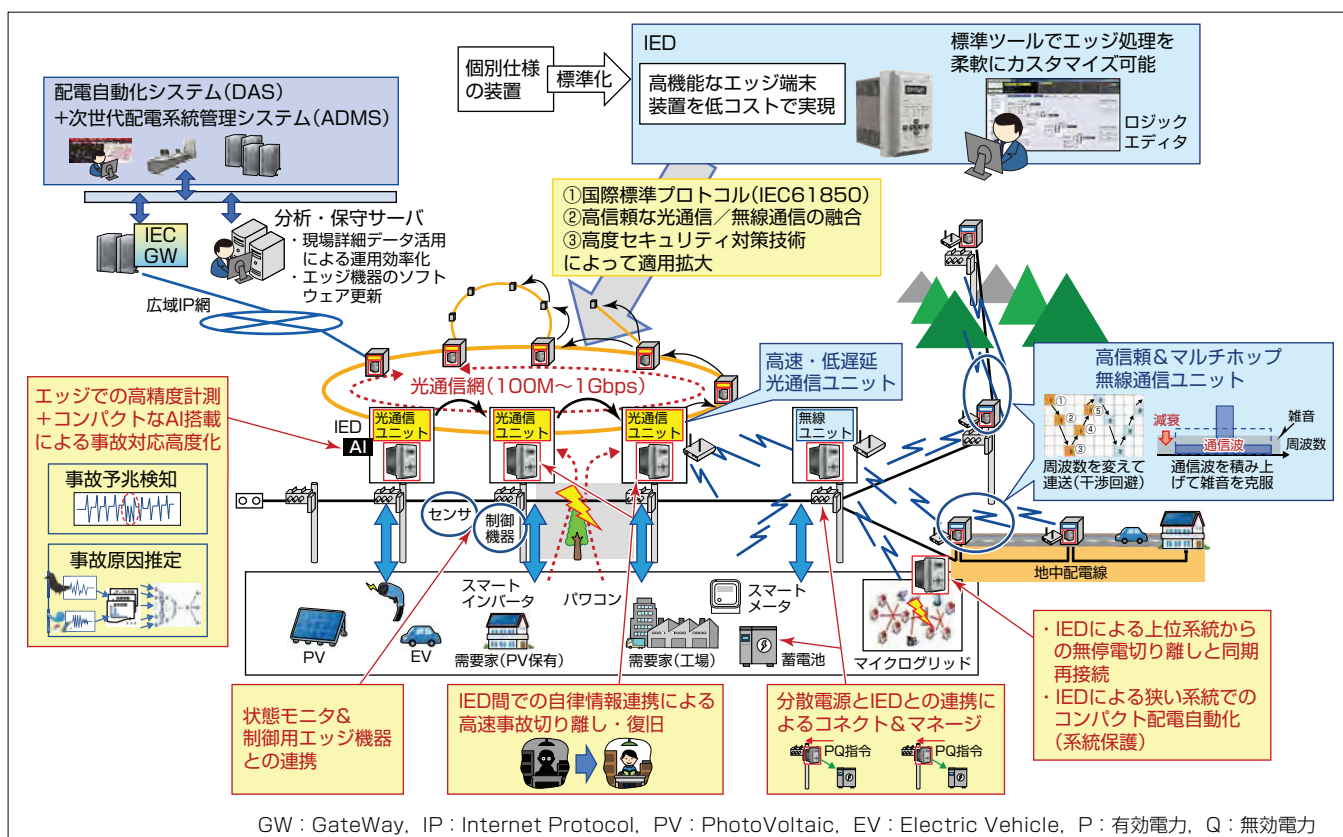 個別仕様
の装置
標準化
IED
高機能なエッジ端末
装置を低コストで実現
標準ツールでエッジ処理を
柔軟にカスタマイズ可能
ロジック
エディタ
配電自動化システム(DAS)
+次世代配電系統管理システム(ADMS)
IEC
GW
分析・保守サーバ
・現場詳細データ活用
による運用効率化
・エッジ機器のソフト
ウェア更新
広域IP網
①国際標準プロトコル(IEC61850)
②高信頼な光通信／無線通信の融合
③高度セキュリティ対策技術
によって適用拡大
光通信網(100M～1Gbps)
高速・低遅延
光通信ユニット
高信頼＆マルチホップ
無線通信ユニット
①
②
③
④
⑤
周波数を変えて
連送(干渉回避)
減衰
通信波
雑音
周波数
通信波を積み上
げて雑音を克服
エッジでの高精度計測
+コンパクトなAI搭載
による事故対応高度化
事故予兆検知
事故原因推定
IED
AI
光通信
ユニット
光通信
ユニット
光通信
ユニット
無線
ユニット
センサ
制御
機器
地中配電線
PV
EV
スマート
インバータ
需要家(PV保有)
パワコン
需要家(工場)
スマート
メータ
蓄電池
マイクログリッド
状態モニタ＆
制御用エッジ機器
との連携
IED間での自律情報連携による
高速事故切り離し・復旧
分散電源とIEDとの連携に
よるコネクト＆マネージ
PQ指令
PQ指令
・IEDによる上位系統から
の無停電切り離しと同期
再接続
・IEDによる狭い系統での
コンパクト配電自動化
(系統保護)
GW：GateWay, IP：Internet Protocol, PV：PhotoVoltaic, EV：Electric Vehicle, P：有効電力, Q：無効電力